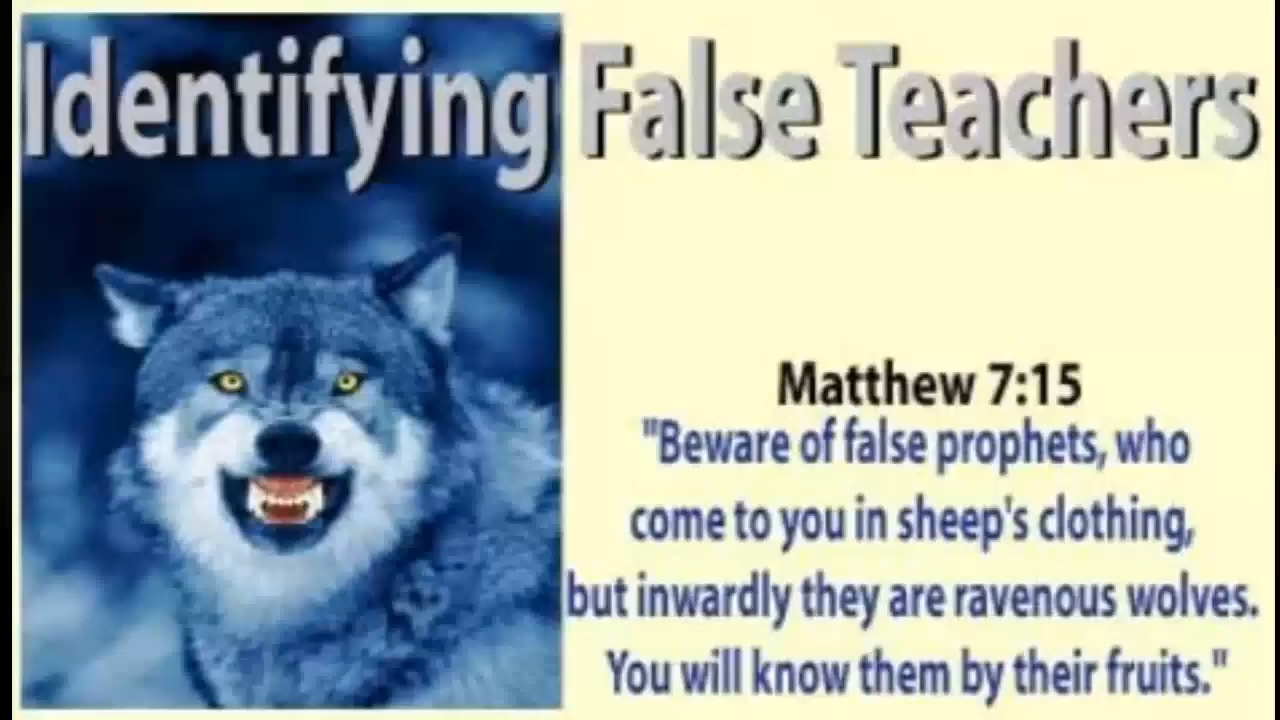 Identifying False Teachers
Matthew 7:15
"Beware of false prophets, who
come to you in sheep's clothing,
but inwardly they are ravenous wolves.
You will know them by their fruits."